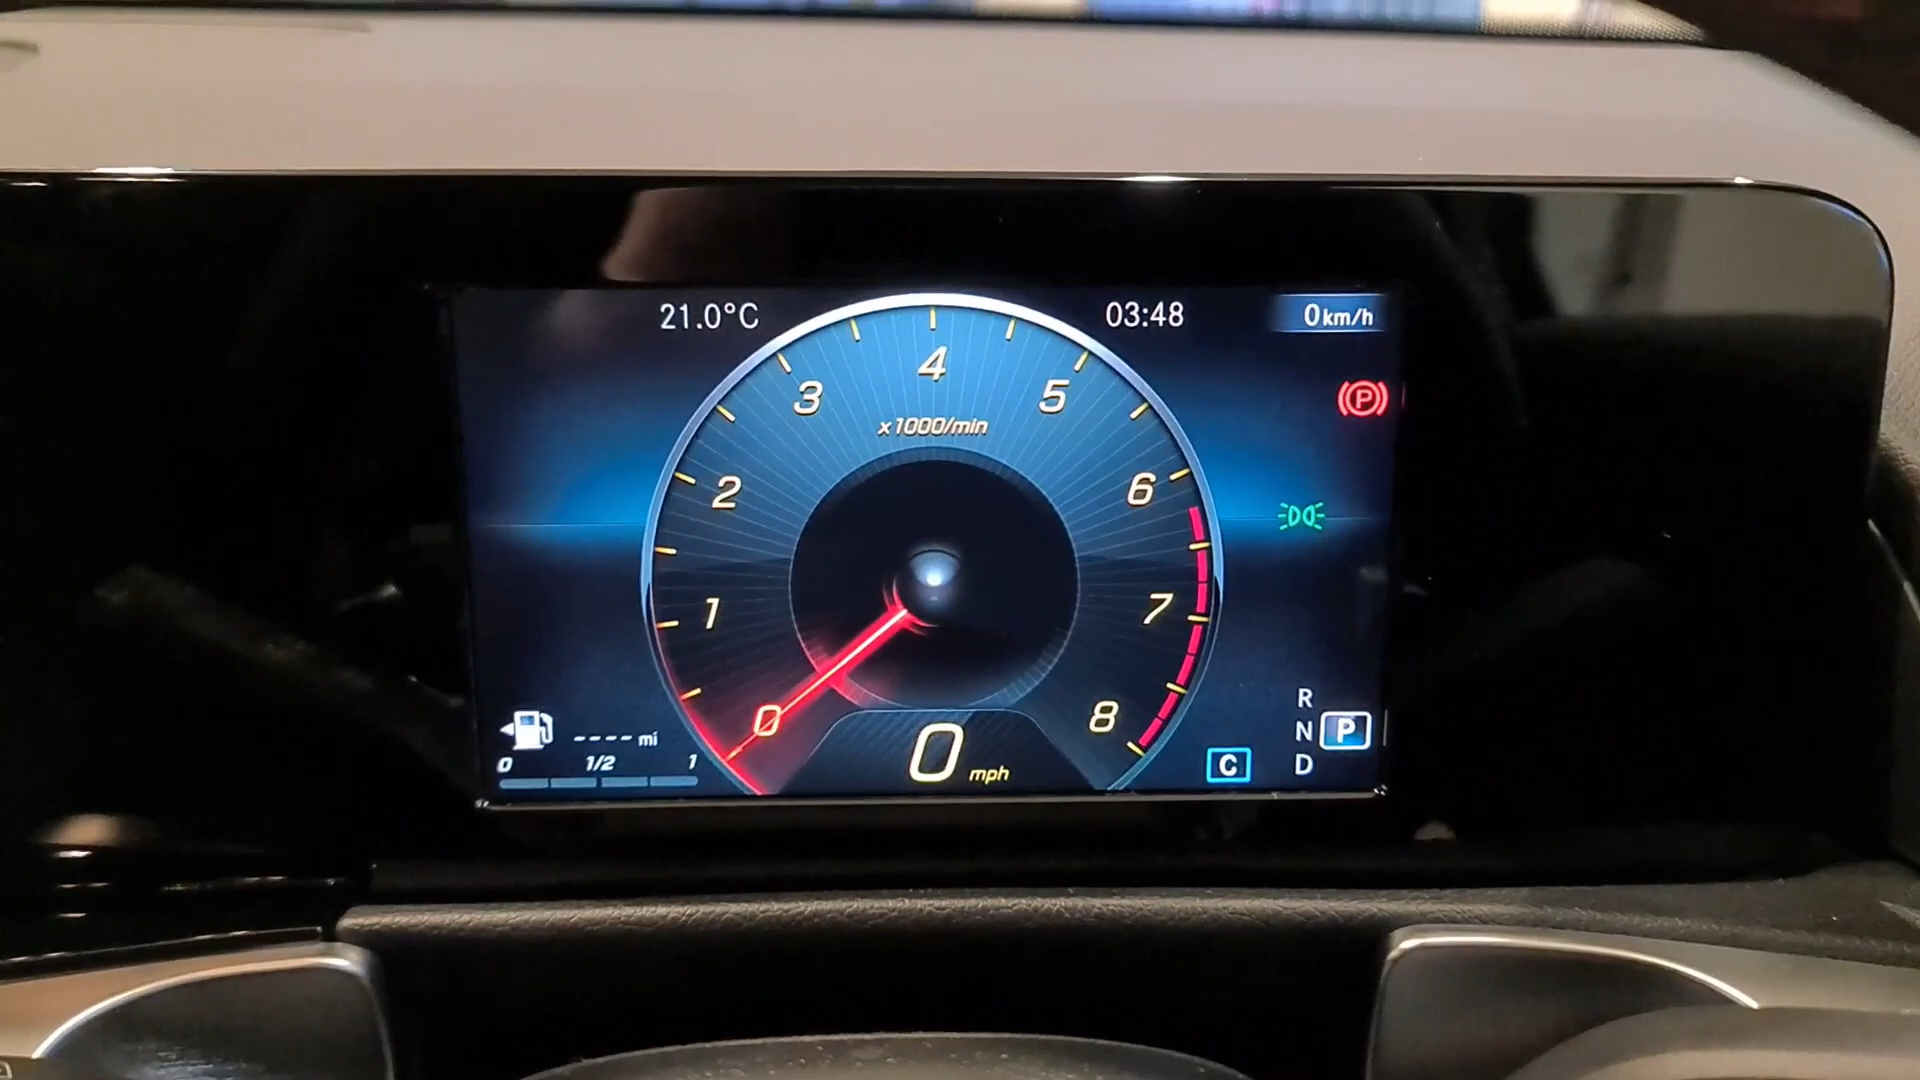 21.0°C
03:48
0 km/h
4
3
5
x1000/min
(P)
2
6
1
7
0
8
R
N
P
D
---- mi
0 1/2 1
0 mph
C